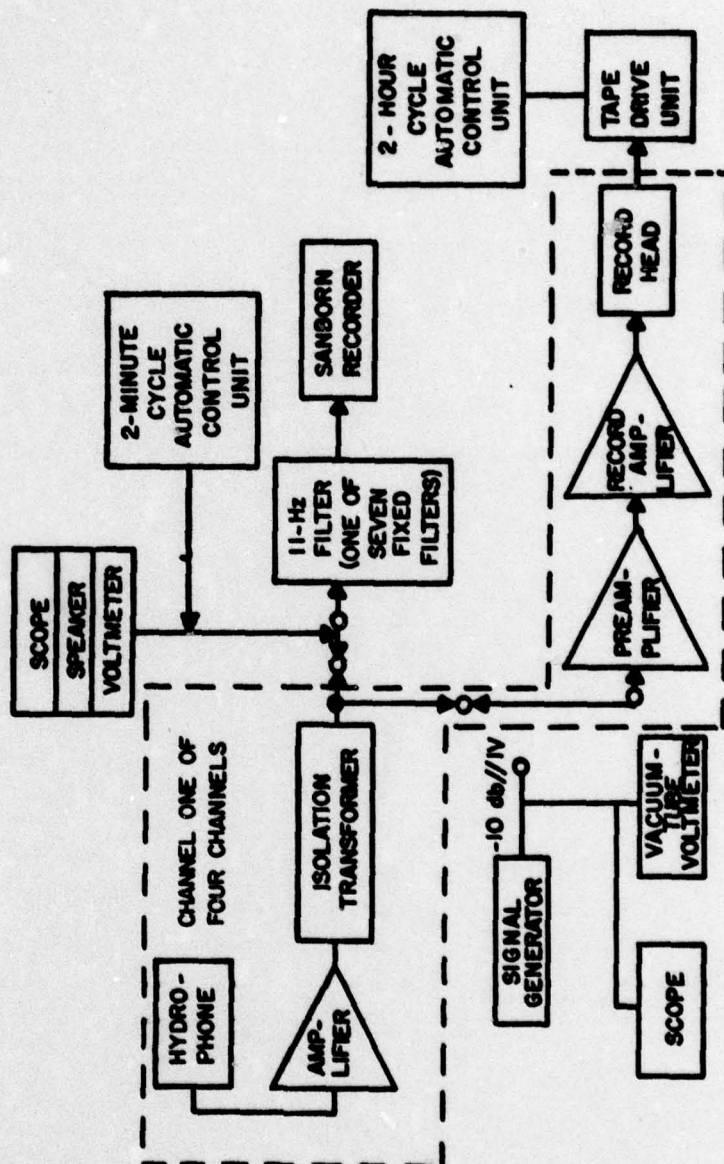 SCOPE
SPEAKER
VOLTMETER
2-MINUTE
CYCLE
AUTOMATIC
CONTROL
UNIT
2-HOUR
CYCLE
AUTOMATIC
CONTROL
UNIT
HYDRO-
PHONE
CHANNEL ONE OF
FOUR CHANNELS
AMP-
LIFIER
ISOLATION
TRANSFORMER
11-Hz
FILTER
(ONE OF
SEVEN
FIXED
FILTERS)
SANBORN
RECORDER
SIGNAL
GENERATOR
-10 db//1V
SCOPE
VACUUM-
TUBE
VOLTMETER
PREAM-
PLIFIER
RECORD
AMP-
LIFIER
RECORD
HEAD
TAPE
DRIVE
UNIT